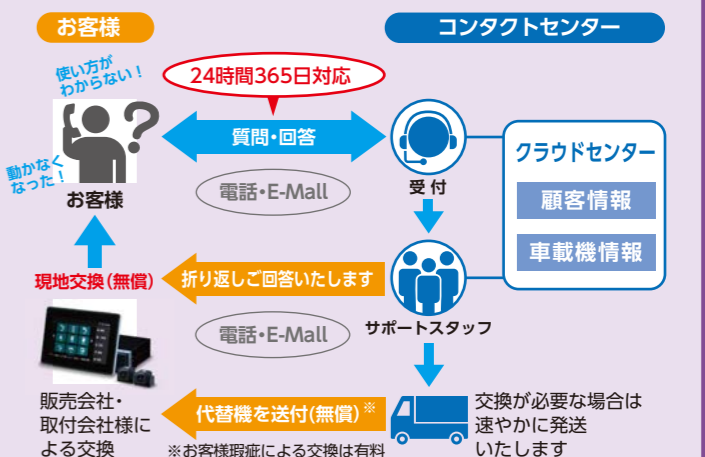 お客様
コンタクトセンター
使い方が
わからない！
24時間365日対応
質問・回答
動かなく
なった！
お客様
電話・E-Mall
受付
クラウドセンター
顧客情報
車載機情報
現地交換(無償)
折り返しご回答いたします
電話・E-Mall
サポートスタッフ
販売会社・
取付会社様に
よる交換
代替機を送付(無償)※
※お客様瑕疵による交換は有料
交換が必要な場合は
速やかに発送
いたします